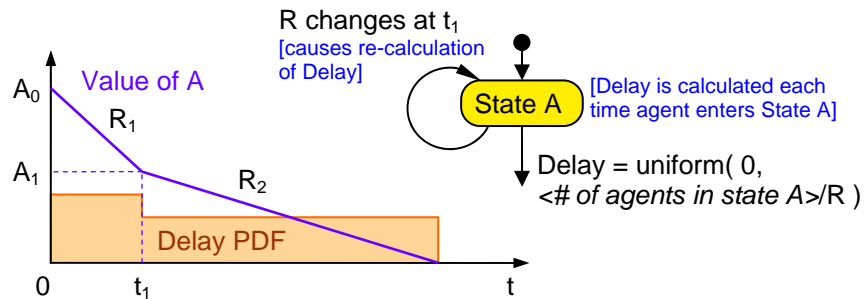 R changes at t1
[causes re-calculation
of Delay]
Value of A
A0
R1
State A
[Delay is calculated each
time agent enters State A]
A1
R2
Delay = uniform( 0,
<# of agents in state A>/R )
Delay PDF
0
t1
t